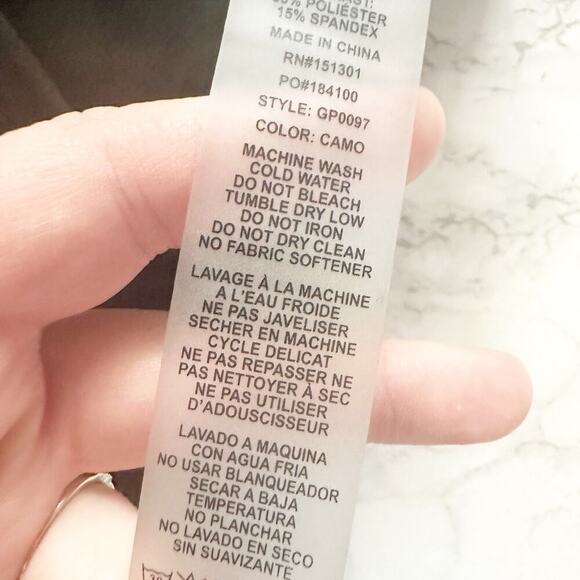 POLIÉSTER
15% SPANDEX
MADE IN CHINA
RN#151301
PO#184100
STYLE: GP0097
COLOR: CAMO
MACHINE WASH
COLD WATER
DO NOT BLEACH
TUMBLE DRY LOW
DO NOT IRON
DO NOT DRY CLEAN
NO FABRIC SOFTENER
LAVAGE À LA MACHINE
A L'EAU FROIDE
NE PAS JAVELISER
SECHER EN MACHINE
CYCLE DELICAT
NE PAS REPASSER NE
PAS NETTOYER À SEC
NE PAS UTILISER
D'ADOUSCISSEUR
LAVADO A MAQUINA
CON AGUA FRIA
NO USAR BLANQUEADOR
SECAR A BAJA
TEMPERATURA
NO PLANCHAR
NO LAVADO EN SECO
SIN SUAVIZANTE